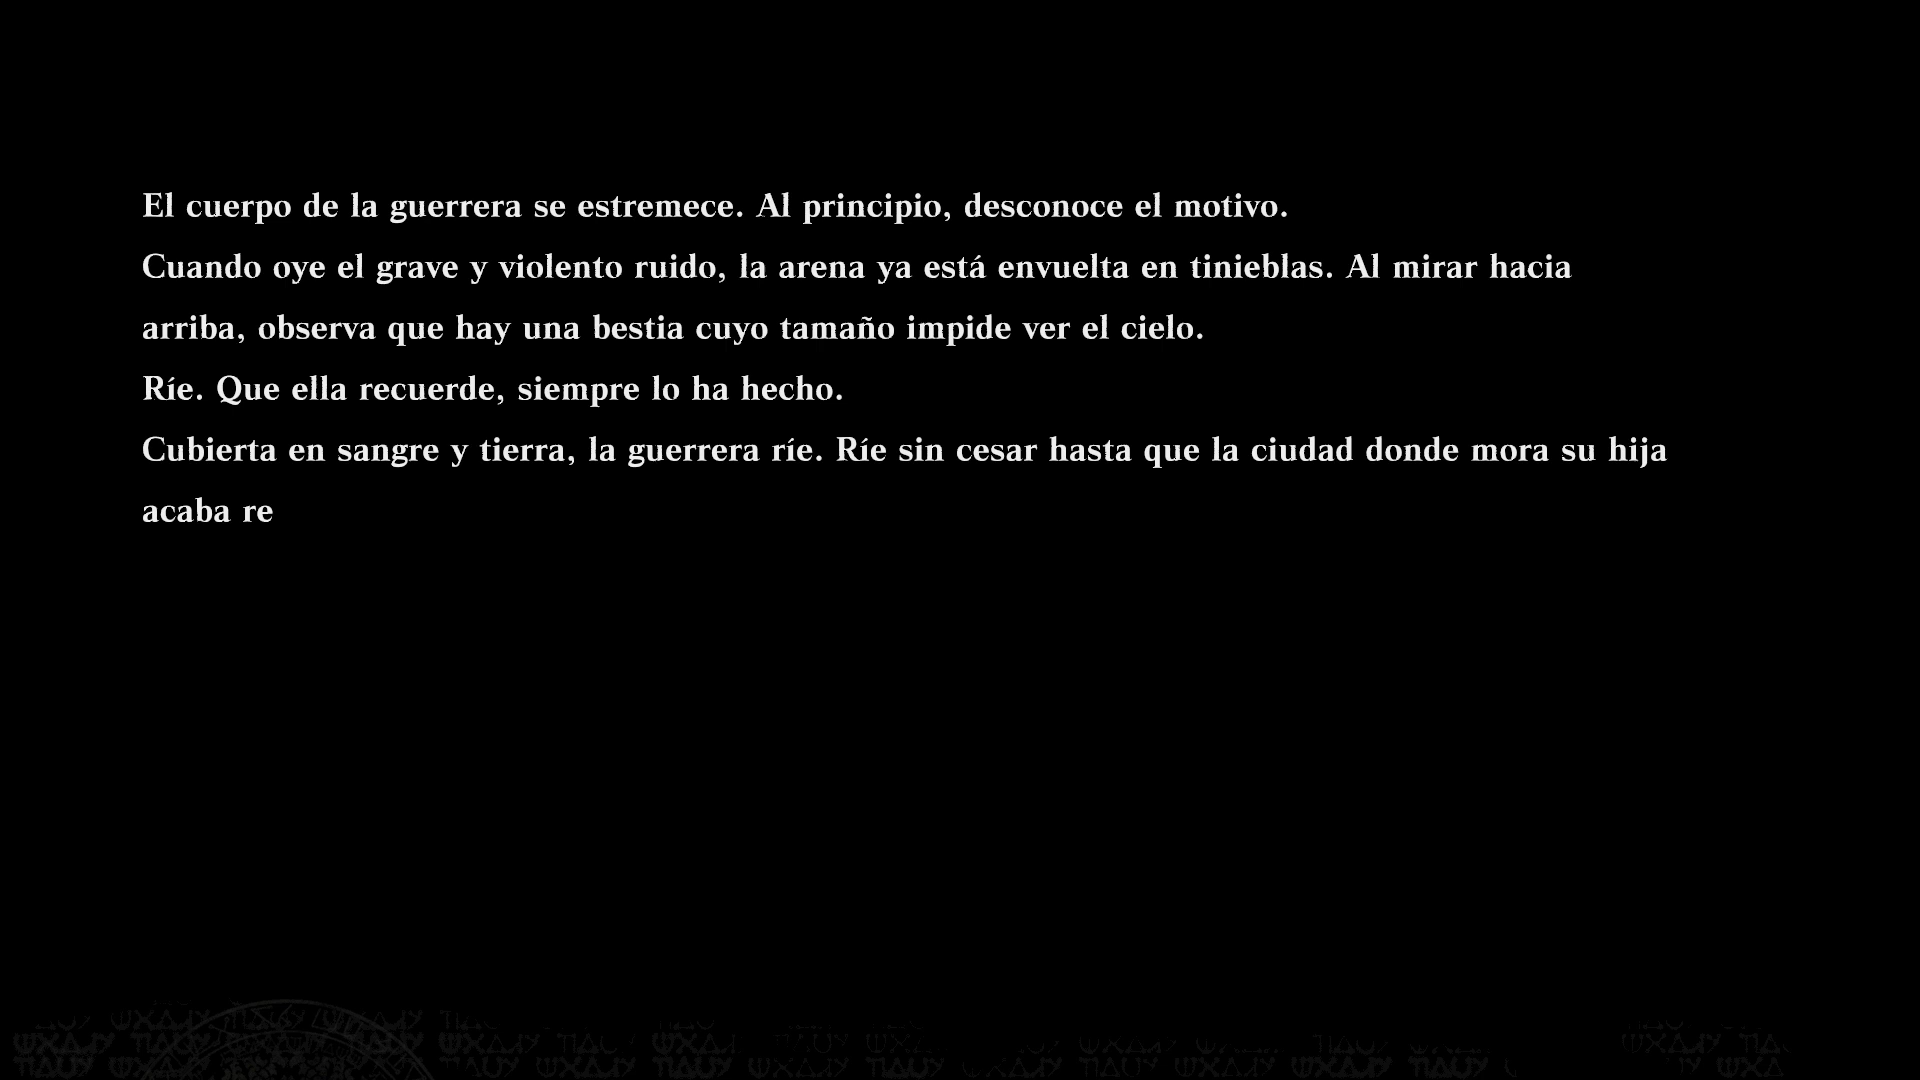 El cuerpo de la guerrera se estremece. Al principio, desconoce el motivo.
Cuando oye el grave y violento ruido, la arena ya está envuelta en tinieblas. Al mirar hacia
arriba, observa que hay una bestia cuyo tamaño impide ver el cielo.
Ríe. Que ella recuerde, siempre lo ha hecho.
Cubierta en sangre y tierra, la guerrera ríe. Ríe sin cesar hasta que la ciudad donde mora su hija
acaba re